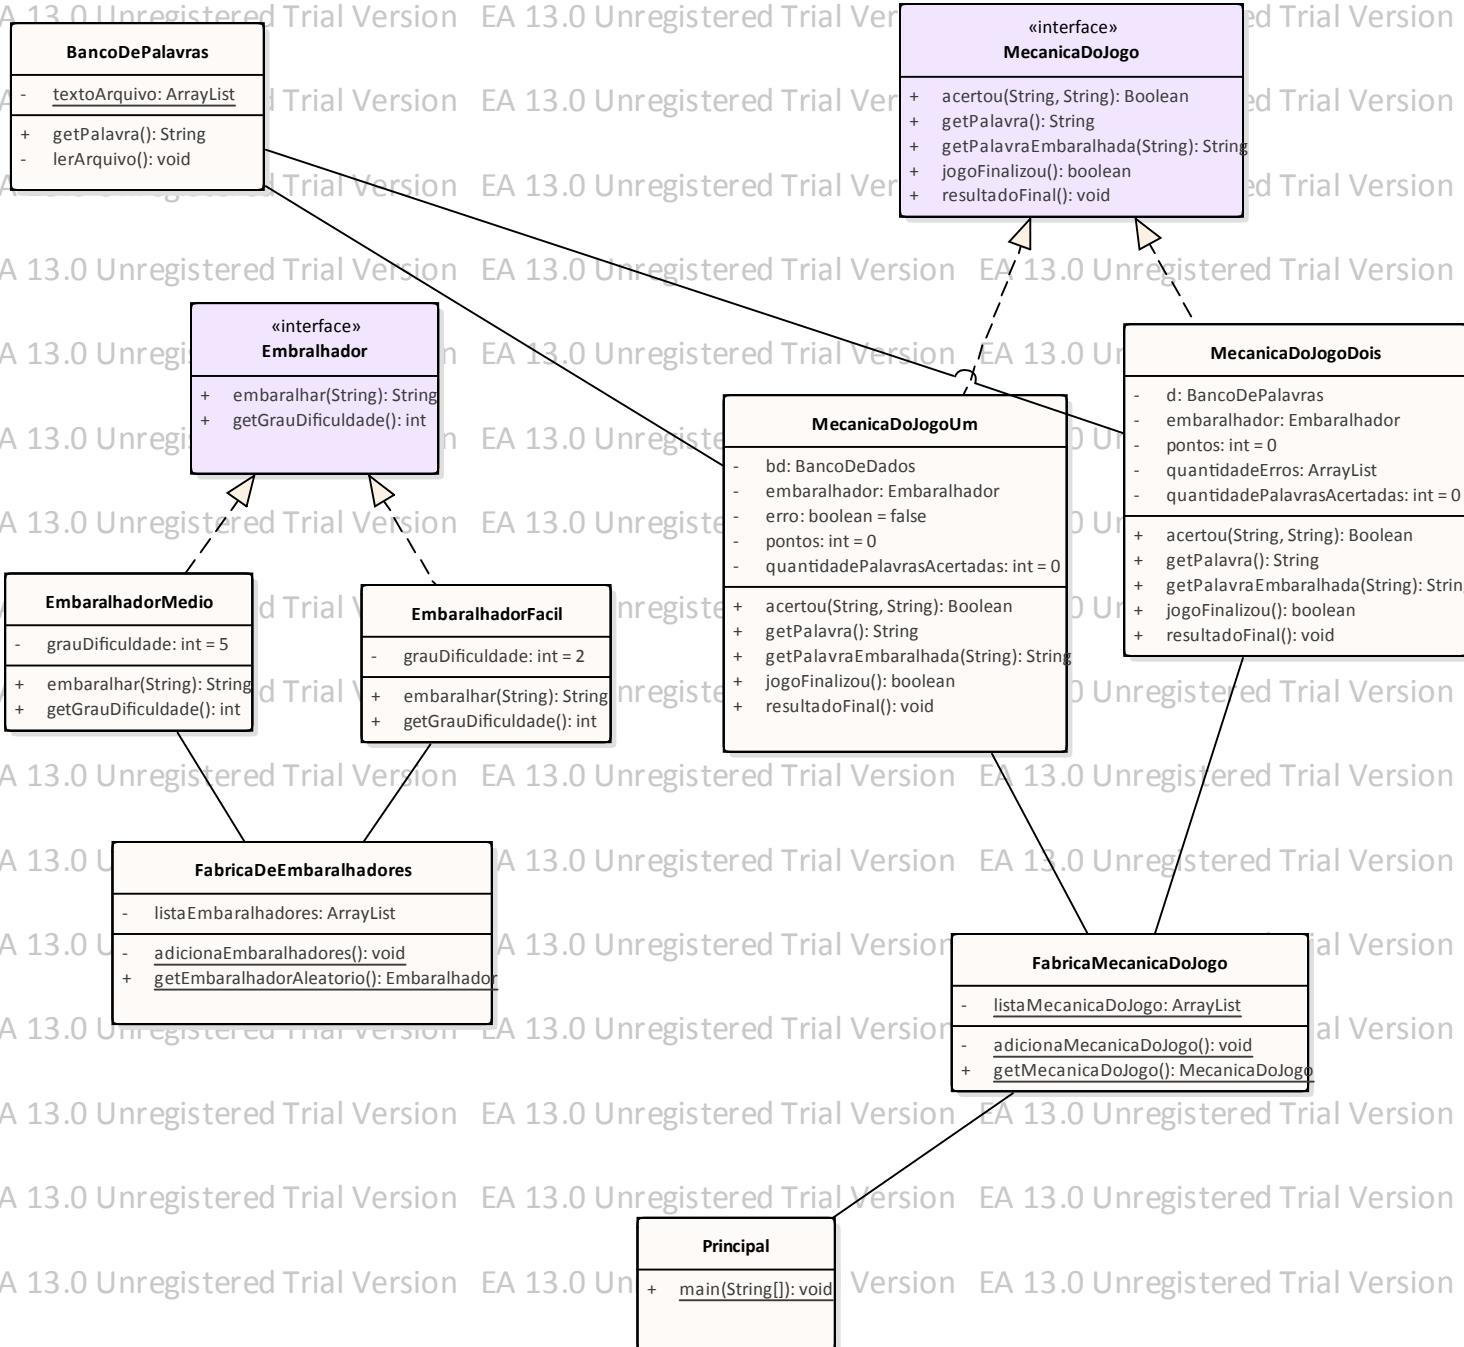 BancoDePalavras
- textoArquivo: ArrayList
+ getPalavra(): String
- lerArquivo(): void
«interface»
MecanicaDoJogo
+ acertou(String, String): Boolean
+ getPalavra(): String
+ getPalavraEmbaralhada(String): String
+ jogoFinalizou(): boolean
+ resultadoFinal(): void
«interface»
Embralhador
+ embaralhar(String): String
+ getGrauDificuldade(): int
MecanicaDoJogoDois
- d: BancoDePalavras
- embaralhador: Embaralhador
- pontos: int = 0
- quantidadeErros: ArrayList
- quantidadePalavrasAcertadas: int = 0
+ acertou(String, String): Boolean
+ getPalavra(): String
+ getPalavraEmbaralhada(String): Strin
+ jogoFinalizou(): boolean
+ resultadoFinal(): void
MecanicaDoJogoUm
- bd: BancoDeDados
- embaralhador: Embaralhador
- erro: boolean = false
- pontos: int = 0
- quantidadePalavrasAcertadas: int = 0
+ acertou(String, String): Boolean
+ getPalavra(): String
+ getPalavraEmbaralhada(String): String
+ jogoFinalizou(): boolean
+ resultadoFinal(): void
EmbaralhadorMedio
- grauDificuldade: int = 5
+ embaralhar(String): String
+ getGrauDificuldade(): int
EmbaralhadorFacil
- grauDificuldade: int = 2
+ embaralhar(String): String
+ getGrauDificuldade(): int
FabricaDeEmbaralhadores
- listaEmbaralhadores: ArrayList
- adicionaEmbaralhadores(): void
+ getEmbaralhadorAleatorio(): Embaralhador
FabricaMecanicaDoJogo
- listaMecanicaDoJogo: ArrayList
- adicionaMecanicaDoJogo(): void
+ getMecanicaDoJogo(): MecanicaDoJogo
Principal
+ main(String[]): void
EA 13.0 Unregistered Trial Version